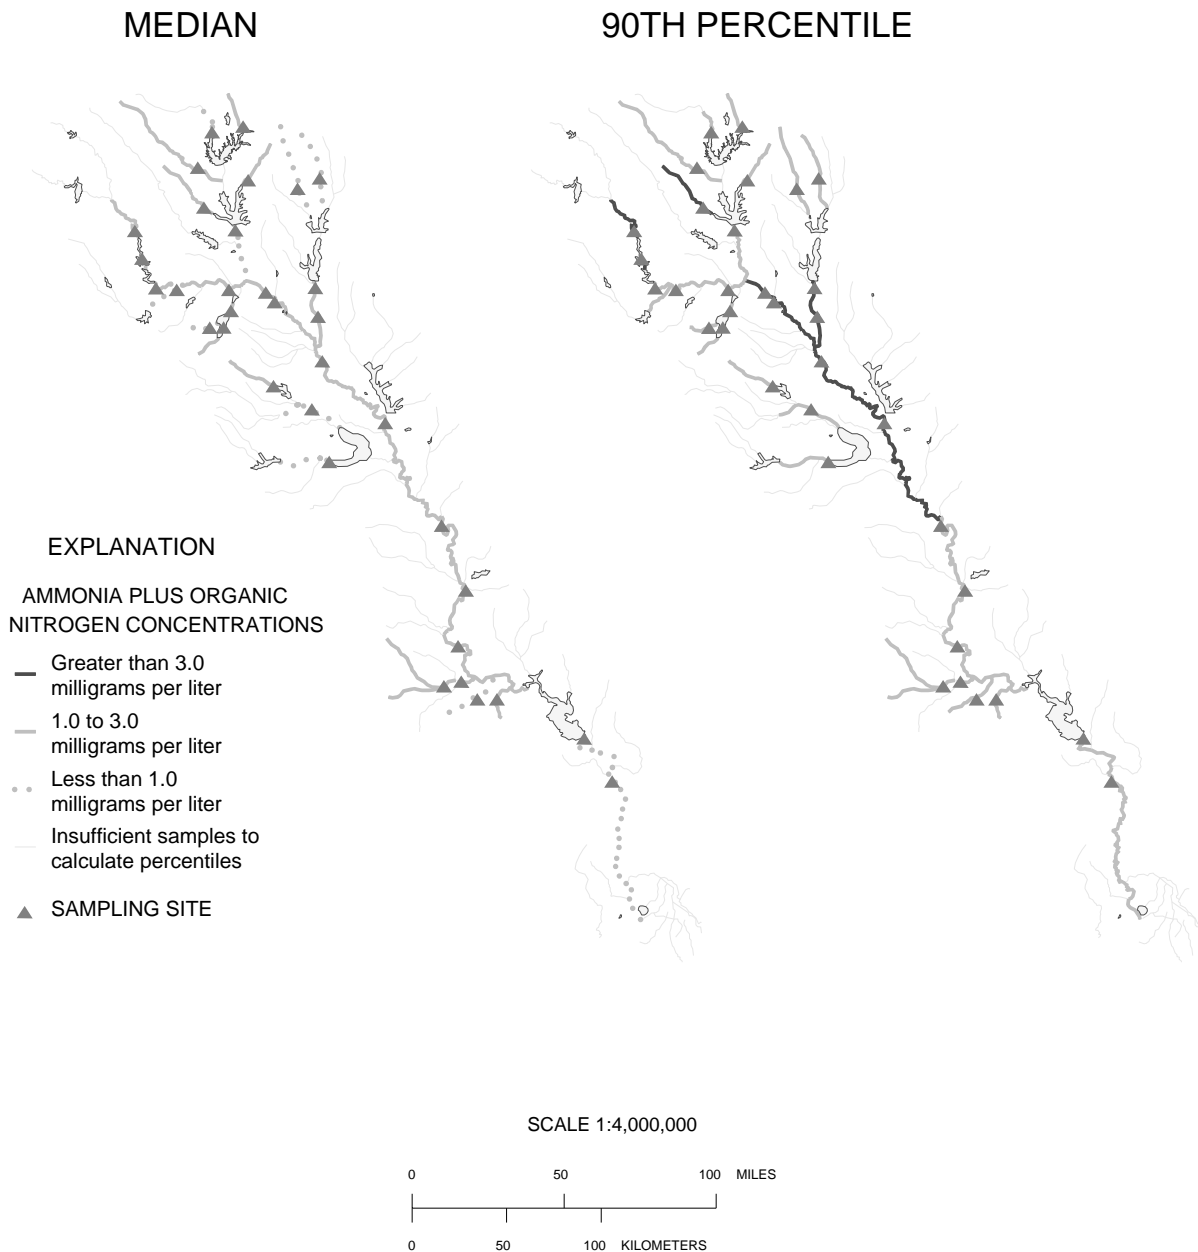 MEDIAN
90TH PERCENTILE
EXPLANATION
AMMONIA PLUS ORGANIC
NITROGEN CONCENTRATIONS
Greater than 3.0
milligrams per liter
1.0 to 3.0
milligrams per liter
Less than 1.0
milligrams per liter
Insufficient samples to
calculate percentiles
SAMPLING SITE
SCALE 1:4,000,000
0 50 100 MILES
0 50 100 KILOMETERS